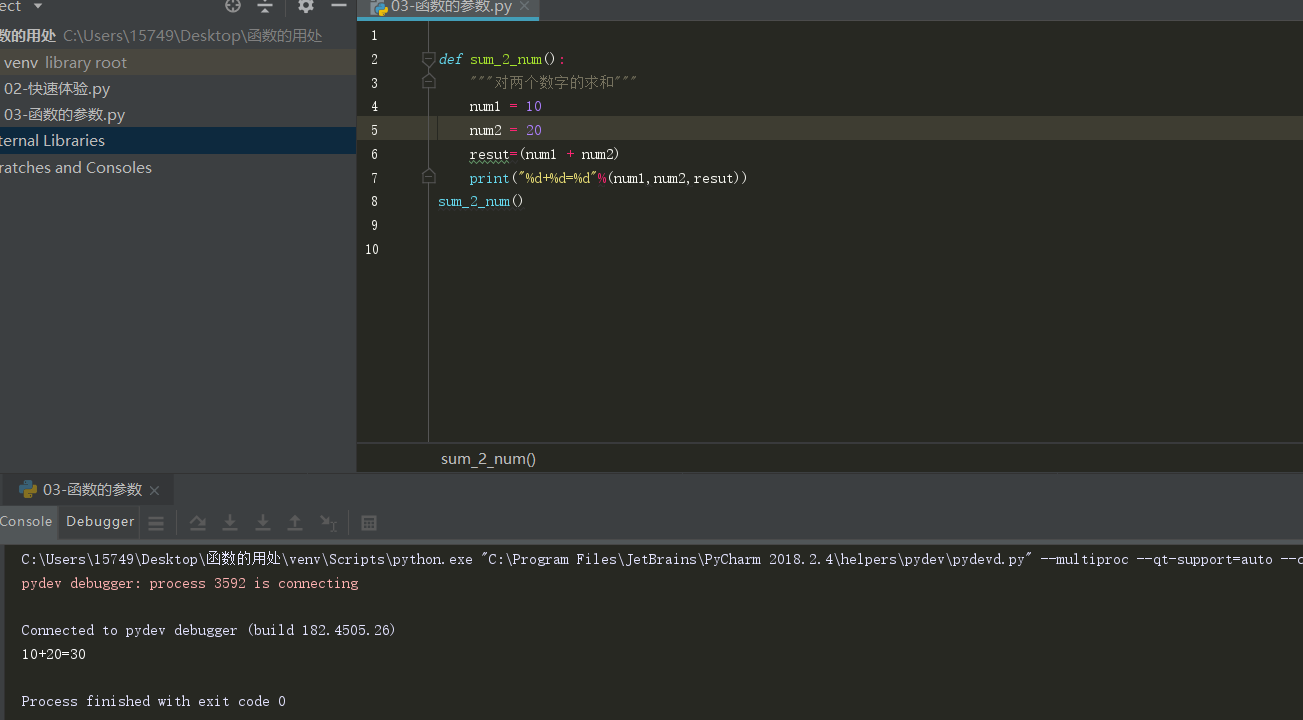 ect
03-函数的参数.py
数的用处 C:\Users\15749\Desktop\函数的用处
venv library root
02-快速体验.py
03-函数的参数.py
ternal Libraries
ratches and Consoles
1
2 def sum_2_num():
3 """对两个数字的求和"""
4 num1 = 10
5 num2 = 20
6 resut=(num1 + num2)
7 print("%d+%d=%d"%(num1,num2,resut))
8 sum_2_num()
9
10
sum_2_num()
03-函数的参数
Console Debugger
C:\Users\15749\Desktop\函数的用处\venv\Scripts\python.exe "C:\Program Files\JetBrains\PyCharm 2018.2.4\helpers\pydev\pydevd.py" --multiproc --qt-support=auto --c
pydev debugger: process 3592 is connecting
Connected to pydev debugger (build 182.4505.26)
10+20=30
Process finished with exit code 0